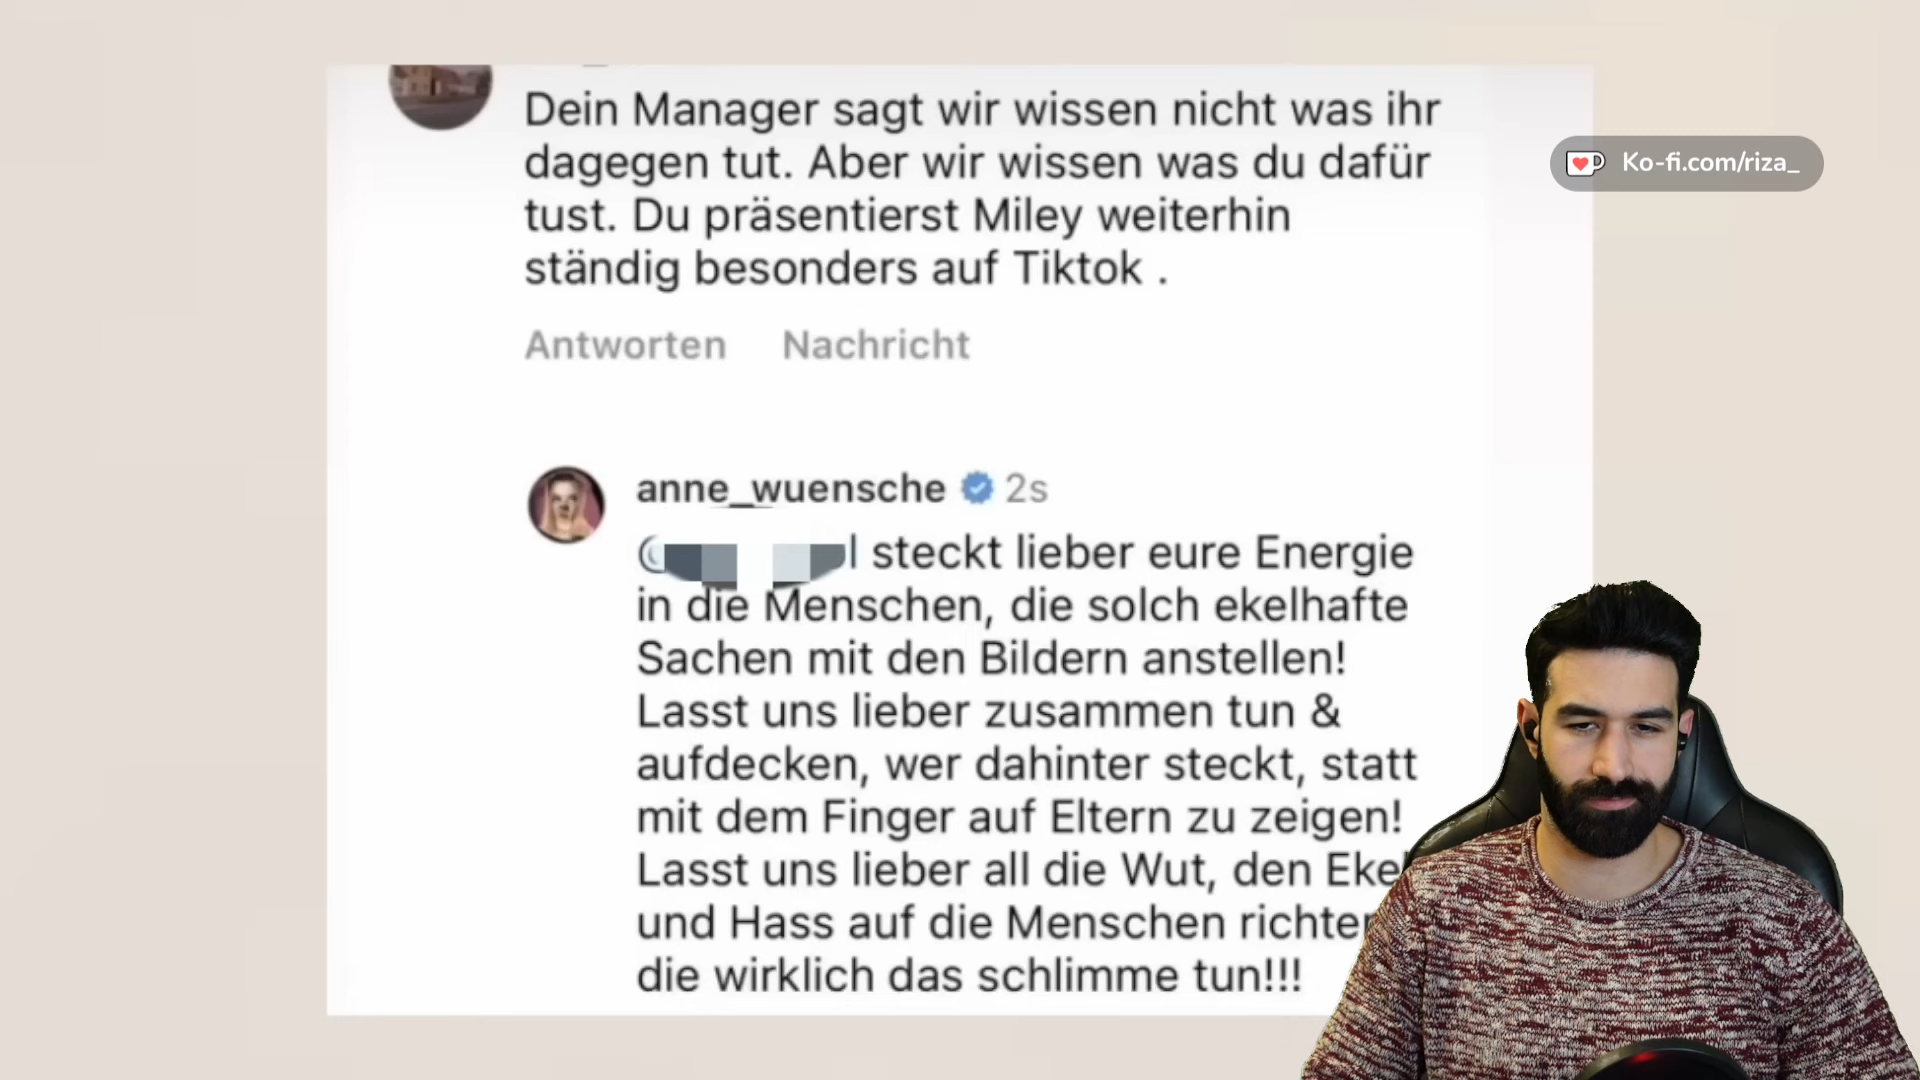 Dein Manager sagt wir wissen nicht was ihr
dagegen tut. Aber wir wissen was du dafür
tust. Du präsentierst Miley weiterhin
ständig besonders auf Tiktok .
Antworten Nachricht
Ko-fi.com/riza_
anne_wuensche 2s
steckt lieber eure Energie
in die Menschen, die solch ekelhafte
Sachen mit den Bildern anstellen!
Lasst uns lieber zusammen tun &
aufdecken, wer dahinter steckt, statt
mit dem Finger auf Eltern zu zeigen!
Lasst uns lieber all die Wut, den Ekel
und Hass auf die Menschen richten
die wirklich das schlimme tun!!!